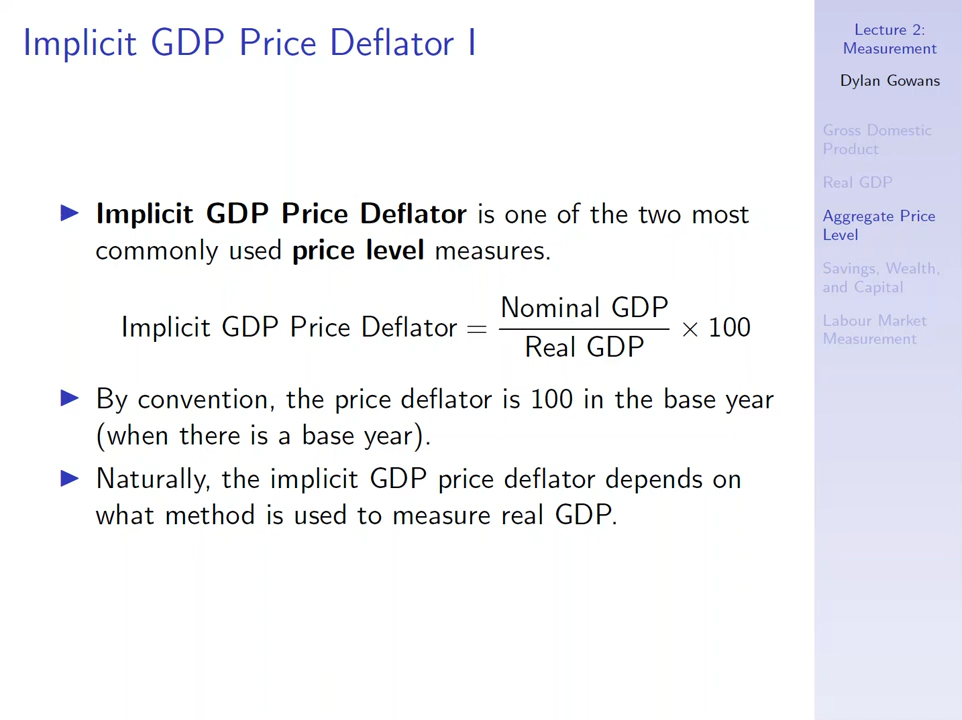 Implicit GDP Price Deflator I
▶ Implicit GDP Price Deflator is one of the two most
commonly used price level measures.
Implicit GDP Price Deflator = Nominal GDP / Real GDP × 100
▶ By convention, the price deflator is 100 in the base year
(when there is a base year).
▶ Naturally, the implicit GDP price deflator depends on
what method is used to measure real GDP.
Lecture 2:
Measurement
Dylan Gowans
Gross Domestic
Product
Real GDP
Aggregate Price
Level
Savings, Wealth,
and Capital
Labour Market
Measurement